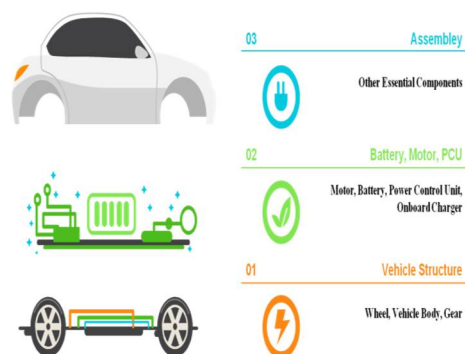 03 Assembley
Other Essential Components
02 Battery, Motor, PCU
Motor, Battery, Power Control Unit,
Onboard Charger
01 Vehicle Structure
Wheel, Vehicle Body, Gear